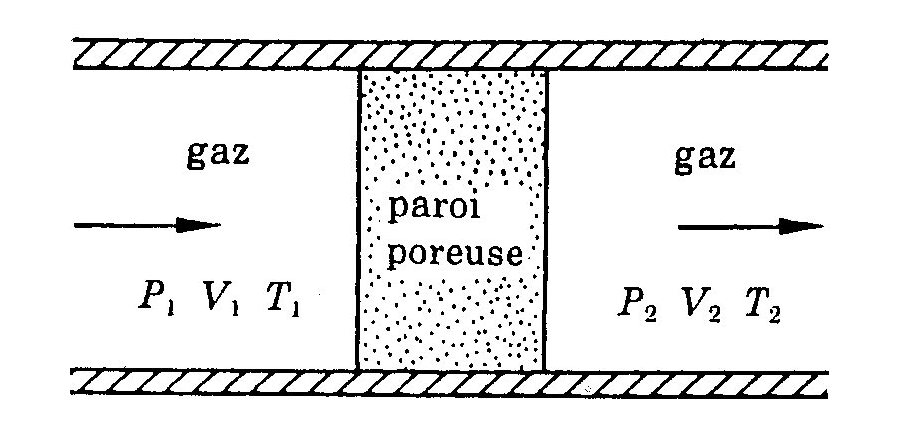 gaz
P₁ V₁ T₁
paroi
poreuse
gaz
P₂ V₂ T₂